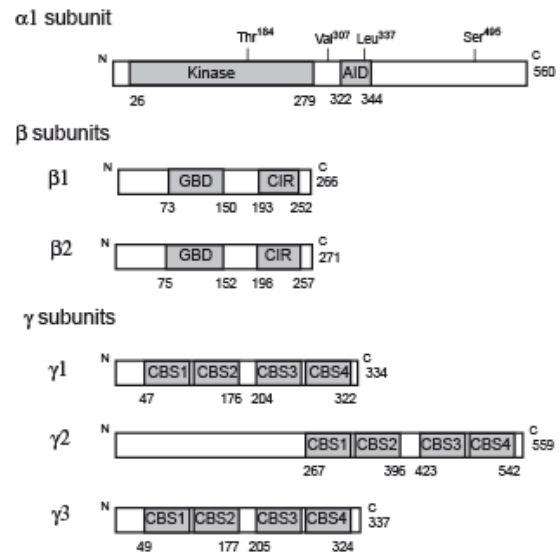 α1 subunit
Thr184 Val307 Leu337 Ser495
N Kinase AID C
26 279 322 344 560
β subunits
β1 N GBD CIR C 266
73 150 193 252
β2 N GBD CIR C 271
75 152 198 257
γ subunits
γ1 N CBS1 CBS2 CBS3 CBS4 C 334
47 176 204 322
γ2 N CBS1 CBS2 CBS3 CBS4 C 559
267 396 423 542
γ3 N CBS1 CBS2 CBS3 CBS4 C 337
49 177 205 324